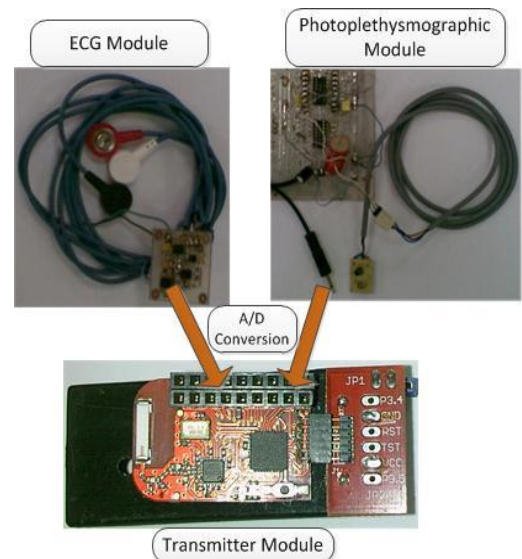 ECG Module
Photoplethysmographic
Module
A/D
Conversion
JP1
P3.4
GND
RST
TST
VCC
P3.5
Transmitter Module